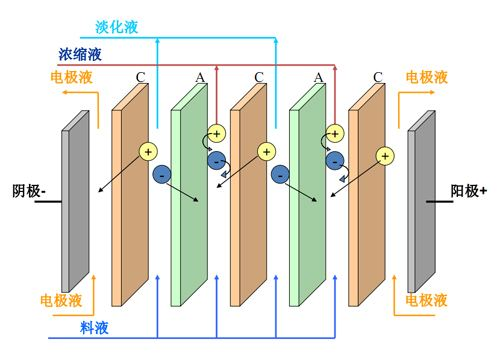 淡化液
浓缩液
电极液 C A C A C 电极液
+ + + + +
- - - -
阴极- 阳极+
电极液 电极液
料液